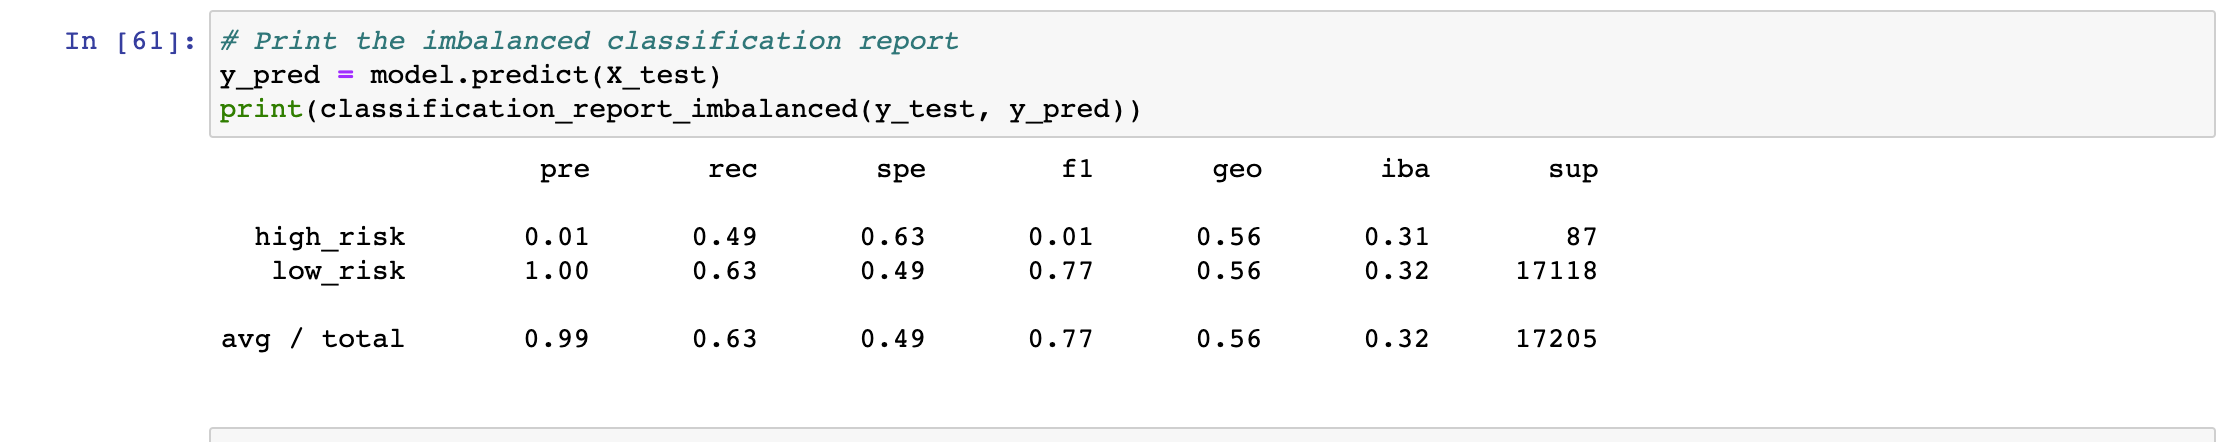 In [61]: # Print the imbalanced classification report
y_pred = model.predict(X_test)
print(classification_report_imbalanced(y_test, y_pred))
pre rec spe f1 geo iba sup
high_risk 0.01 0.49 0.63 0.01 0.56 0.31 87
low_risk 1.00 0.63 0.49 0.77 0.56 0.32 17118
avg / total 0.99 0.63 0.49 0.77 0.56 0.32 17205